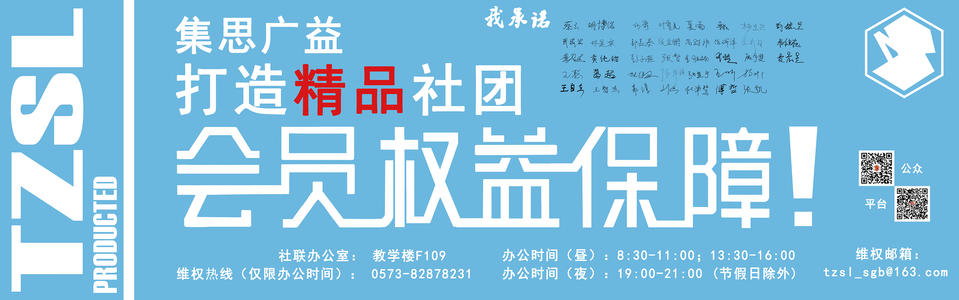 TZSL
PRODUCTED
集思广益
打造精品社团
会员权益保障！
我承诺
公众
平台
社联办公室： 教学楼F109
维权热线（仅限办公时间）： 0573-82878231
办公时间（昼）：8:30-11:00；13:30-16:00
办公时间（夜）：19:00-21:00（节假日除外）
维权邮箱：
tzsl_sgb@163.com